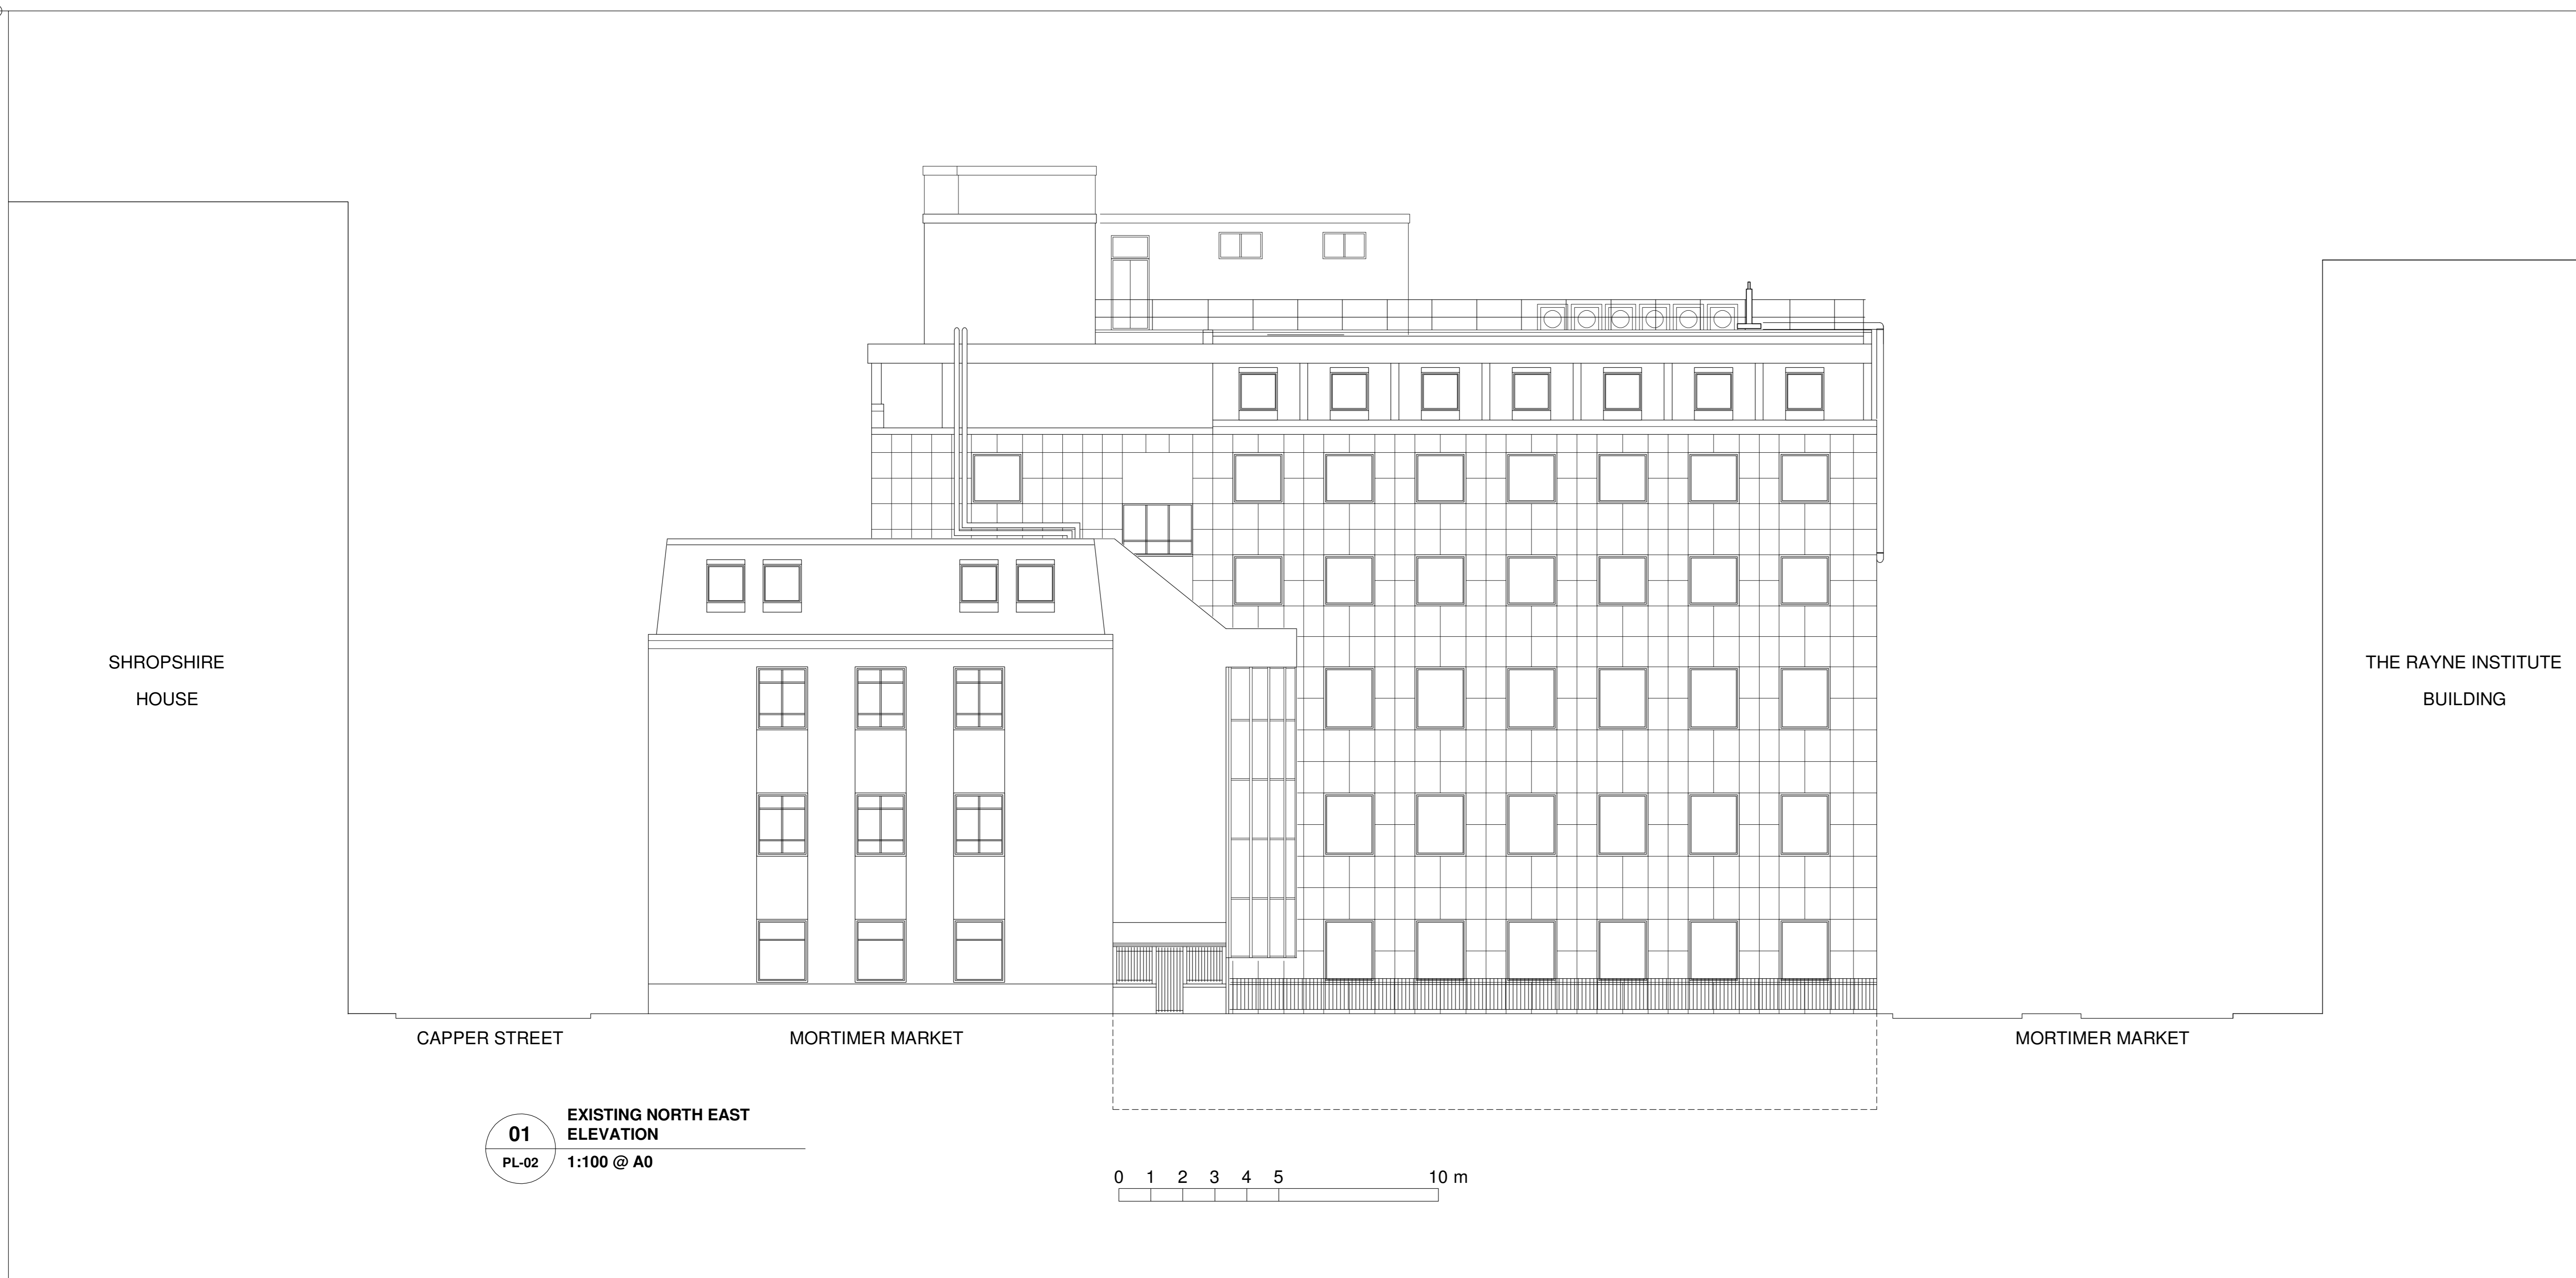 SHROPSHIRE
HOUSE
THE RAYNE INSTITUTE
BUILDING
CAPPER STREET
MORTIMER MARKET
MORTIMER MARKET
01
PL-02
EXISTING NORTH EAST
ELEVATION
1:100 @ A0
0 1 2 3 4 5 10 m